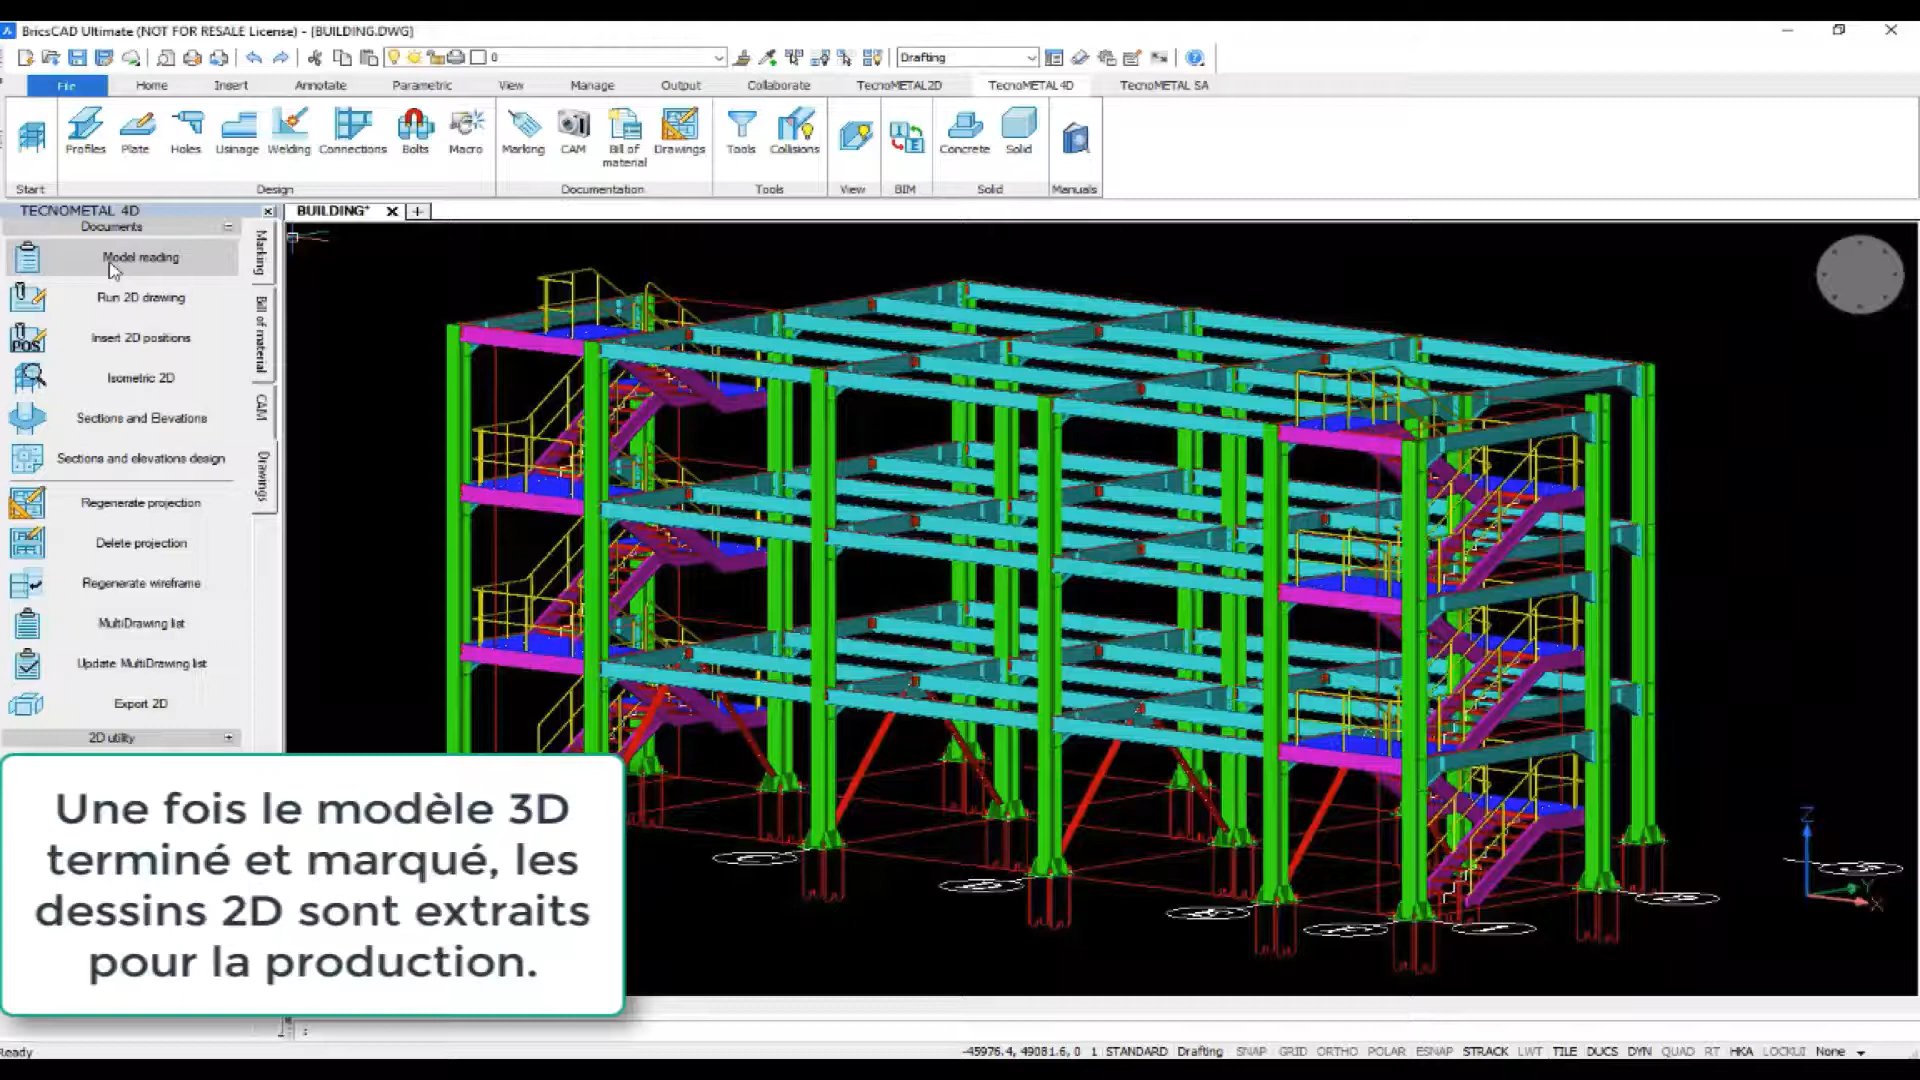 BricsCAD Ultimate (NOT FOR RESALE License) - [BUILDING.DWG]
0
Drafting
File Home Insert Annotate Parametric View Manage Output Collaborate TecnoMETAL2D TecnoMETAL4D TecnoMETAL SA
Profiles Plate Holes Usinage Welding Connections Bolts Macro Marking CAM Bill of material Drawings Tools Collisions Concrete Solid
Start Design Documentation Tools View BIM Solid Manuals
TECNOMETAL 4D
BUILDING*
Documents
Model reading
Run 2D drawing
Insert 2D positions
POS
Isometric 2D
Sections and Elevations
Sections and elevations design
Regenerate projection
Delete projection
Regenerate wireframe
MultiDrawing list
Update MultiDrawing list
Export 2D
2D utility
Marking
Bill of material
CAM
Drawings
Une fois le modèle 3D
terminé et marqué, les
dessins 2D sont extraits
pour la production.
Z
Y
X
:
Ready
-45976.4, 49081.6, 0 1 STANDARD Drafting SNAP GRID ORTHO POLAR ESNAP STRACK LWT TILE DUCS DYN QUAD RT HKA LOCKUI None